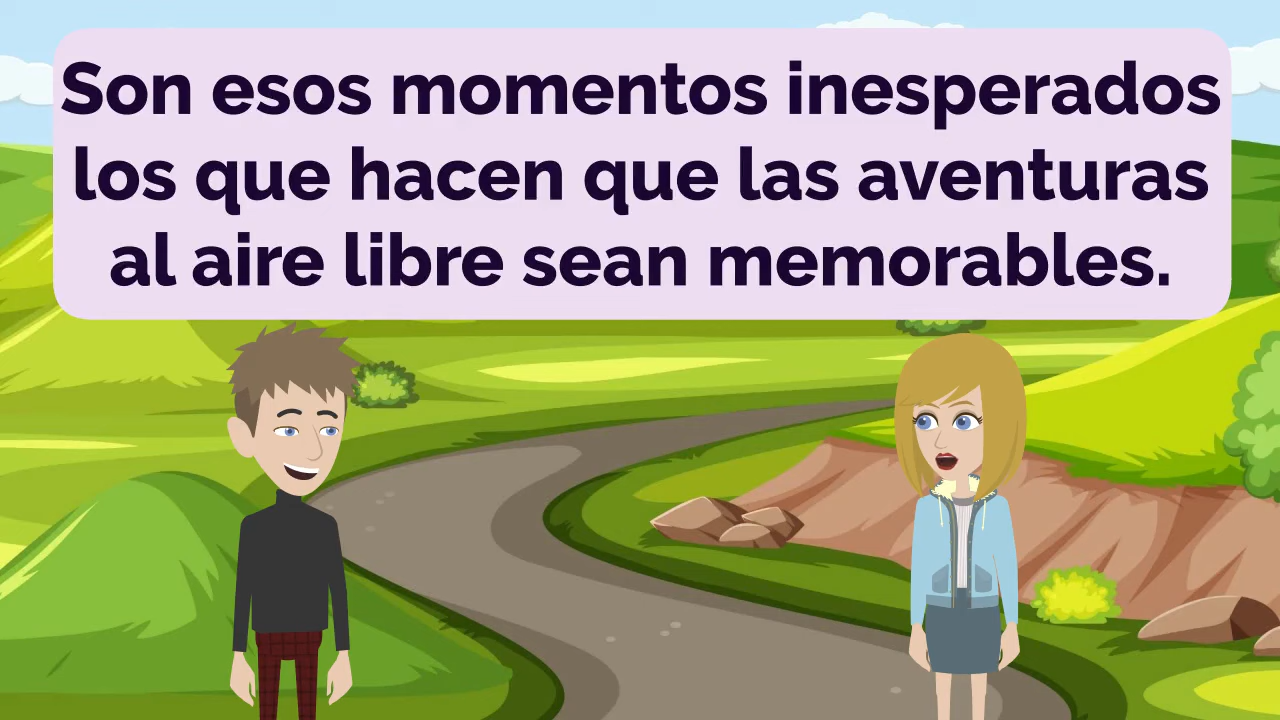 Son esos momentos inesperados
los que hacen que las aventuras
al aire libre sean memorables.